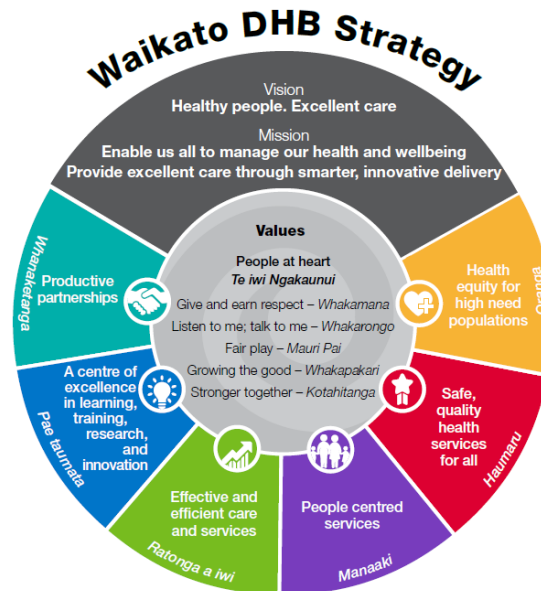 Waikato DHB Strategy
Vision
Healthy people. Excellent care
Mission
Enable us all to manage our health and wellbeing
Provide excellent care through smarter, innovative delivery
Values
People at heart
Te iwi Ngakaunui
Give and earn respect – Whakamana
Listen to me; talk to me – Whakarongo
Fair play – Mauri Pai
Growing the good – Whakapakari
Stronger together – Kotahitanga
Health
equity for
high need
populations
Oranga
Safe,
quality
health
services
for all
Haumaru
People centred
services
Manaaki
Effective and
efficient care
and services
Ratonga a iwi
A centre of
excellence
in learning,
training,
research,
and
innovation
Pae taumata
Productive
partnerships
Whanaketanga